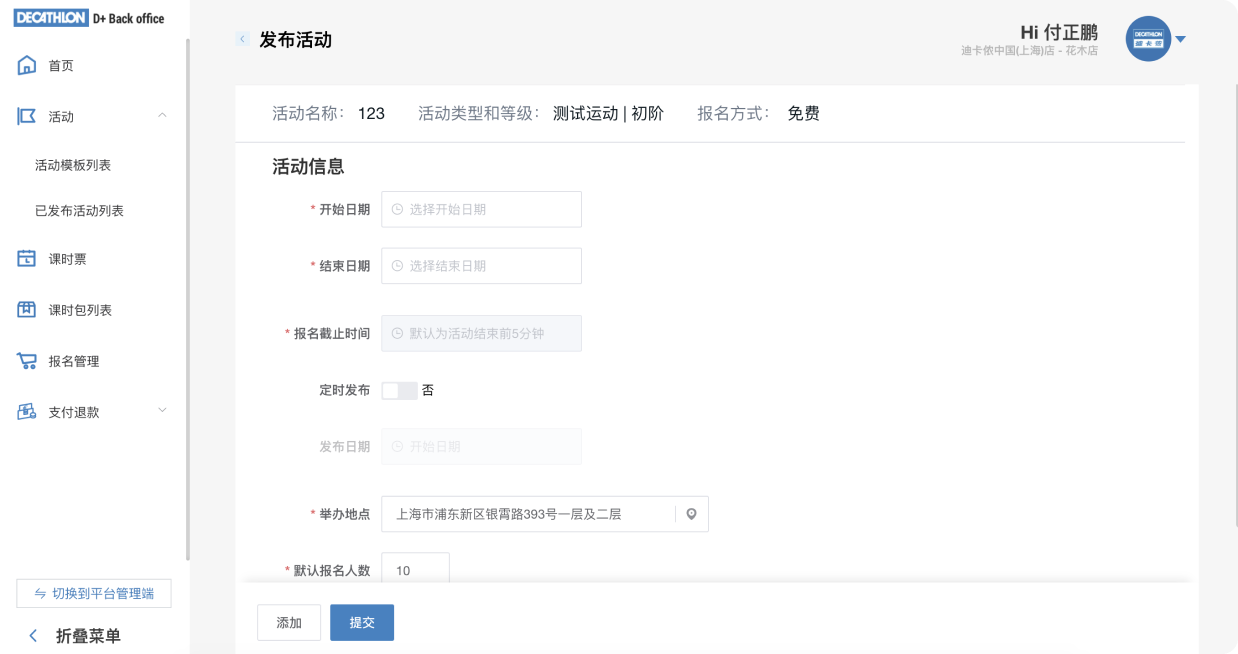 DECATHLON D+ Back office
首页
活动
活动模板列表
已发布活动列表
课时票
课时包列表
报名管理
支付退款
切换到平台管理端
折叠菜单
发布活动
Hi 付正鹏
迪卡侬中国(上海)店 - 花木店
DECATHLON
迪卡侬
活动名称： 123 活动类型和等级： 测试运动 | 初阶 报名方式： 免费
活动信息
* 开始日期 选择开始日期
* 结束日期 选择结束日期
* 报名截止时间 默认为活动结束前5分钟
定时发布 否
发布日期 开始日期
* 举办地点 上海市浦东新区银霄路393号一层及二层
* 默认报名人数 10
添加 提交